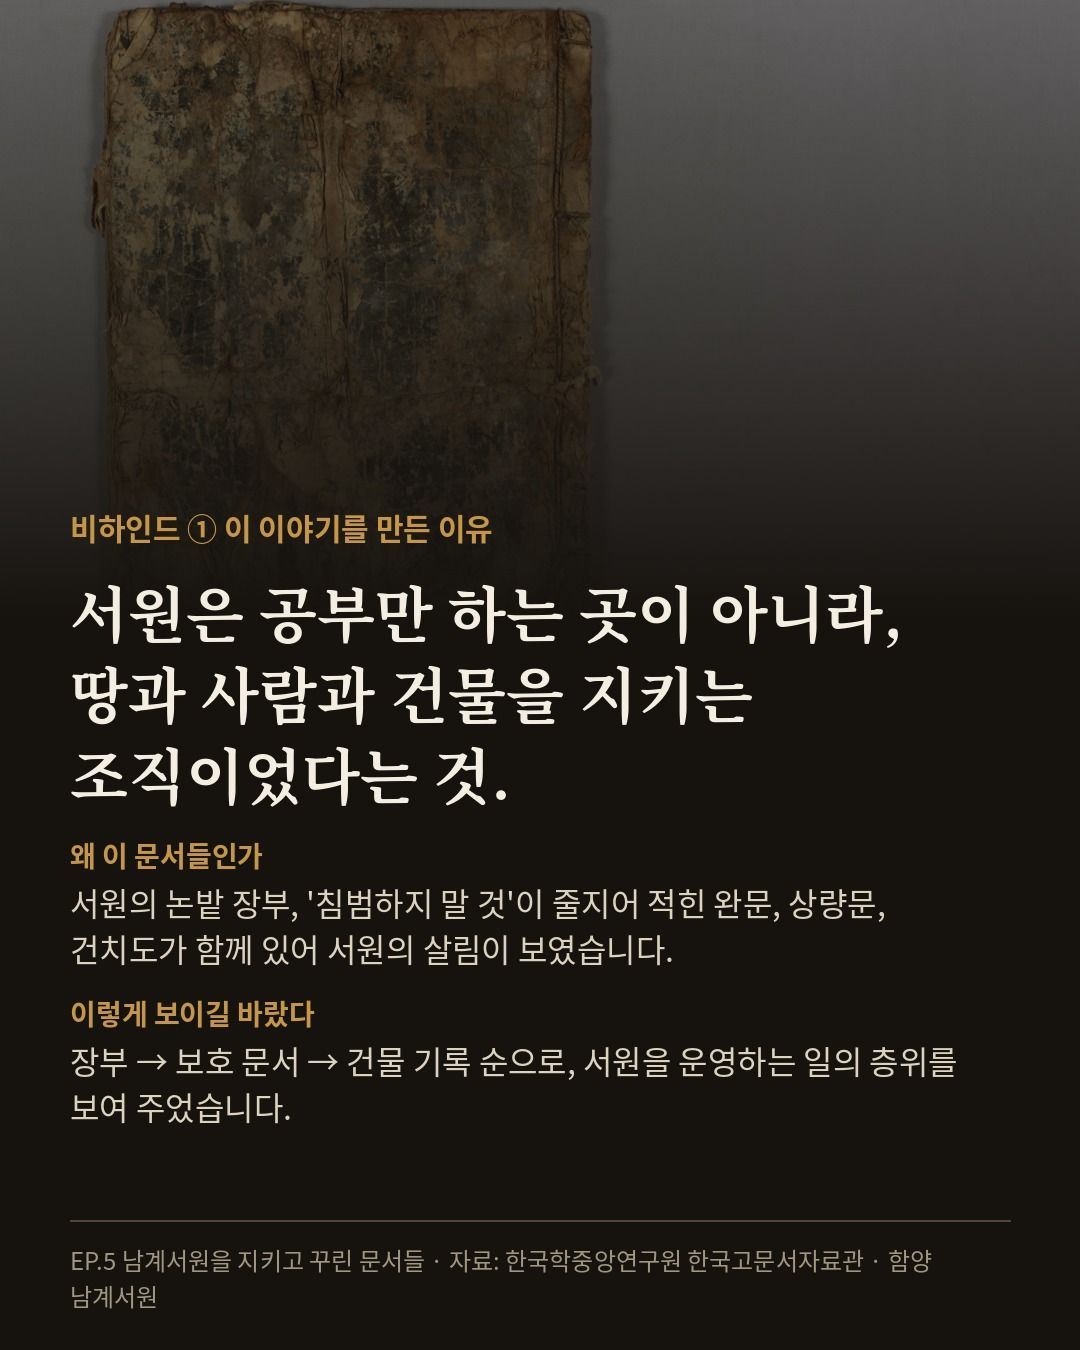 비하인드 ① 이 이야기를 만든 이유
서원은 공부만 하는 곳이 아니라,
땅과 사람과 건물을 지키는
조직이었다는 것.
왜 이 문서들인가
서원의 논밭 장부, '침범하지 말 것'이 줄지어 적힌 완문, 상량문,
건치도가 함께 있어 서원의 살림이 보였습니다.
이렇게 보이길 바랐다
장부 → 보호 문서 → 건물 기록 순으로, 서원을 운영하는 일의 층위를
보여 주었습니다.
EP.5 남계서원을 지키고 꾸린 문서들 · 자료: 한국학중앙연구원 한국고문서자료관 · 함양
남계서원